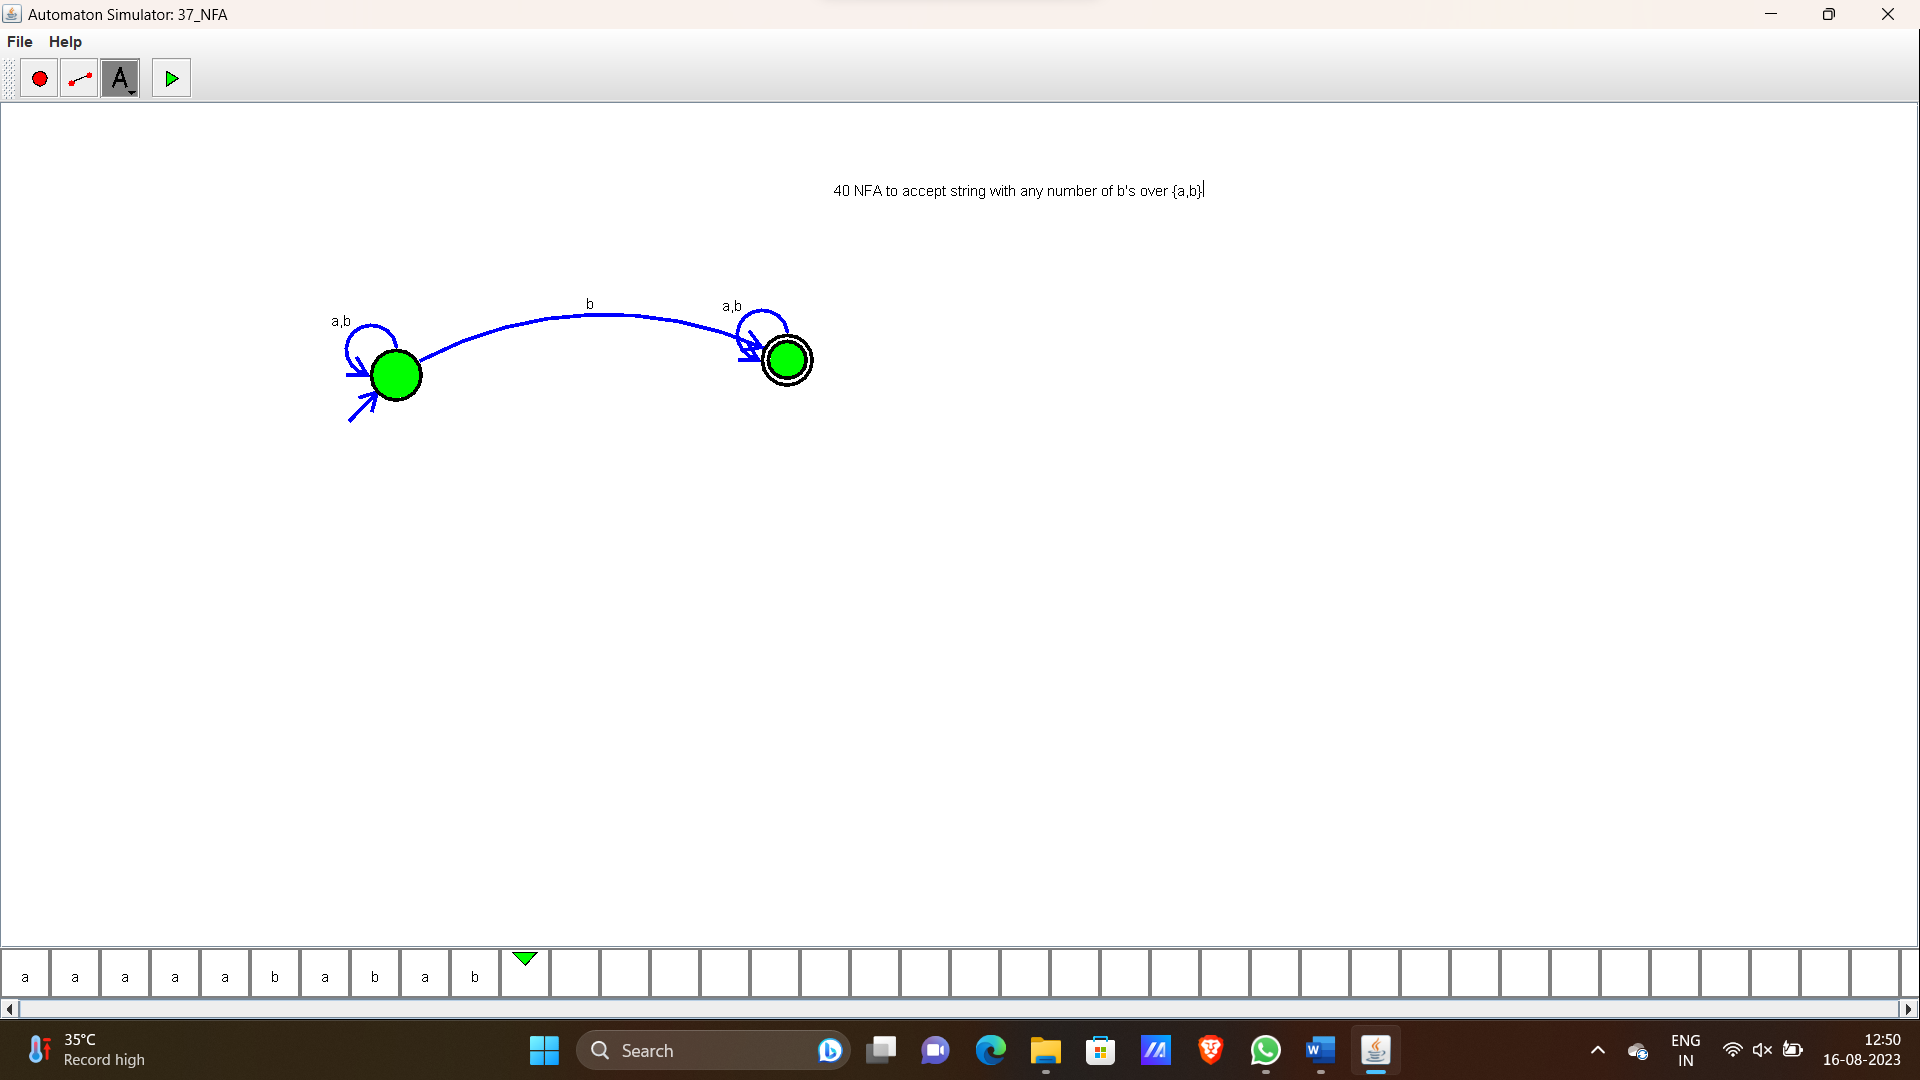 Automaton Simulator: 37_NFA
File Help
A
40 NFA to accept string with any number of b's over {a,b}
a,b
b
a,b
a a a a a b a b a b
35°C
Record high
Search
ENG
IN
12:50
16-08-2023